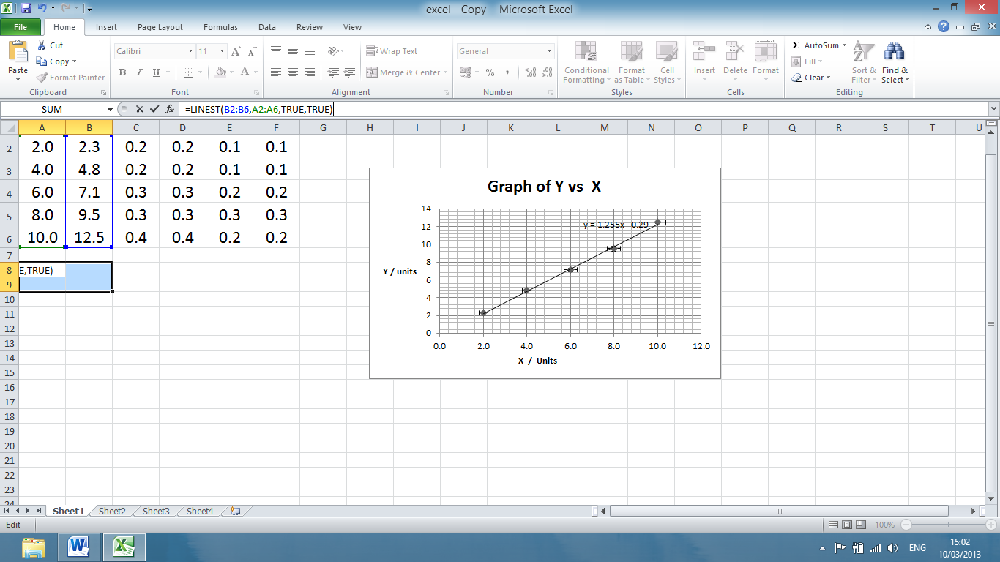 excel - Copy - Microsoft Excel
File Home Insert Page Layout Formulas Data Review View
Paste
Cut
Copy
Format Painter
Clipboard
Calibri 11
B I U
Font
Wrap Text
Merge & Center
Alignment
General
% ,
Number
Conditional Formatting
Format as Table
Cell Styles
Styles
Insert Delete Format
Cells
Σ AutoSum
Fill
Clear
Sort & Filter
Find & Select
Editing
SUM fx =LINEST(B2:B6,A2:A6,TRUE,TRUE)
A B C D E F G H I J K L M N O P Q R S T U
2 2.0 2.3 0.2 0.2 0.1 0.1
3 4.0 4.8 0.2 0.2 0.1 0.1
4 6.0 7.1 0.3 0.3 0.2 0.2
5 8.0 9.5 0.3 0.3 0.3 0.3
6 10.0 12.5 0.4 0.4 0.2 0.2
7
8 E,TRUE)
9
10
11
12
13
14
15
16
17
18
19
20
21
22
23
24
Graph of Y vs X
y = 1.255x - 0.29
Y / units
14
12
10
8
6
4
2
0
0.0 2.0 4.0 6.0 8.0 10.0 12.0
X / Units
Sheet1 Sheet2 Sheet3 Sheet4
Edit 100%
ENG
15:02
10/03/2013